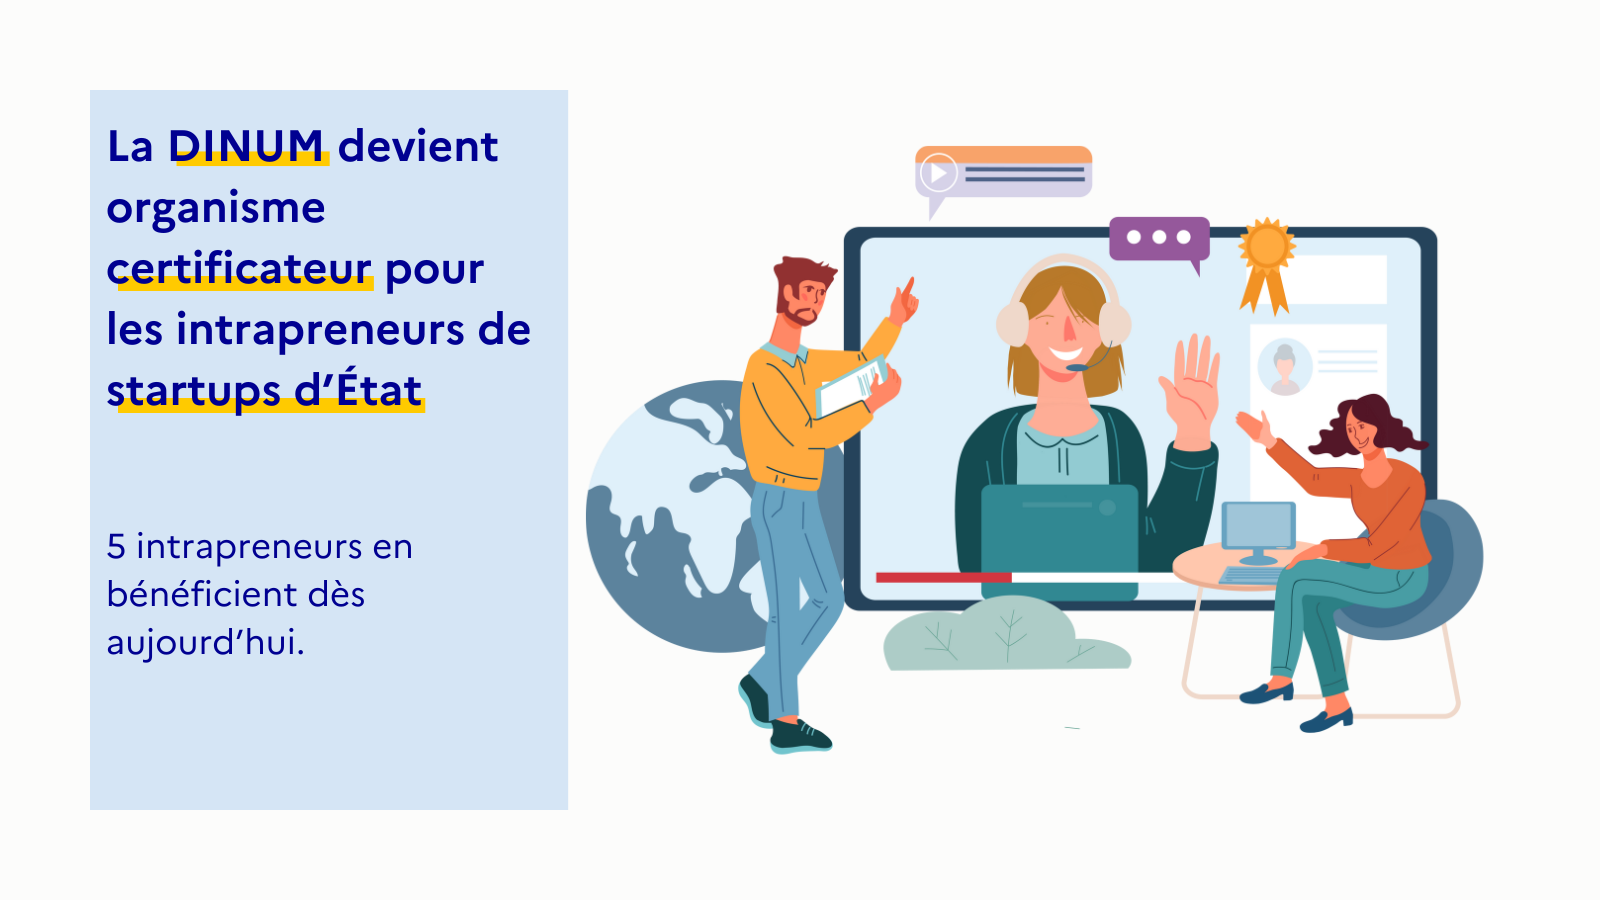 La DINUM devient
organisme
certificateur pour
les intrapreneurs de
startups d’État
5 intrapreneurs en
bénéficient dès
aujourd’hui.